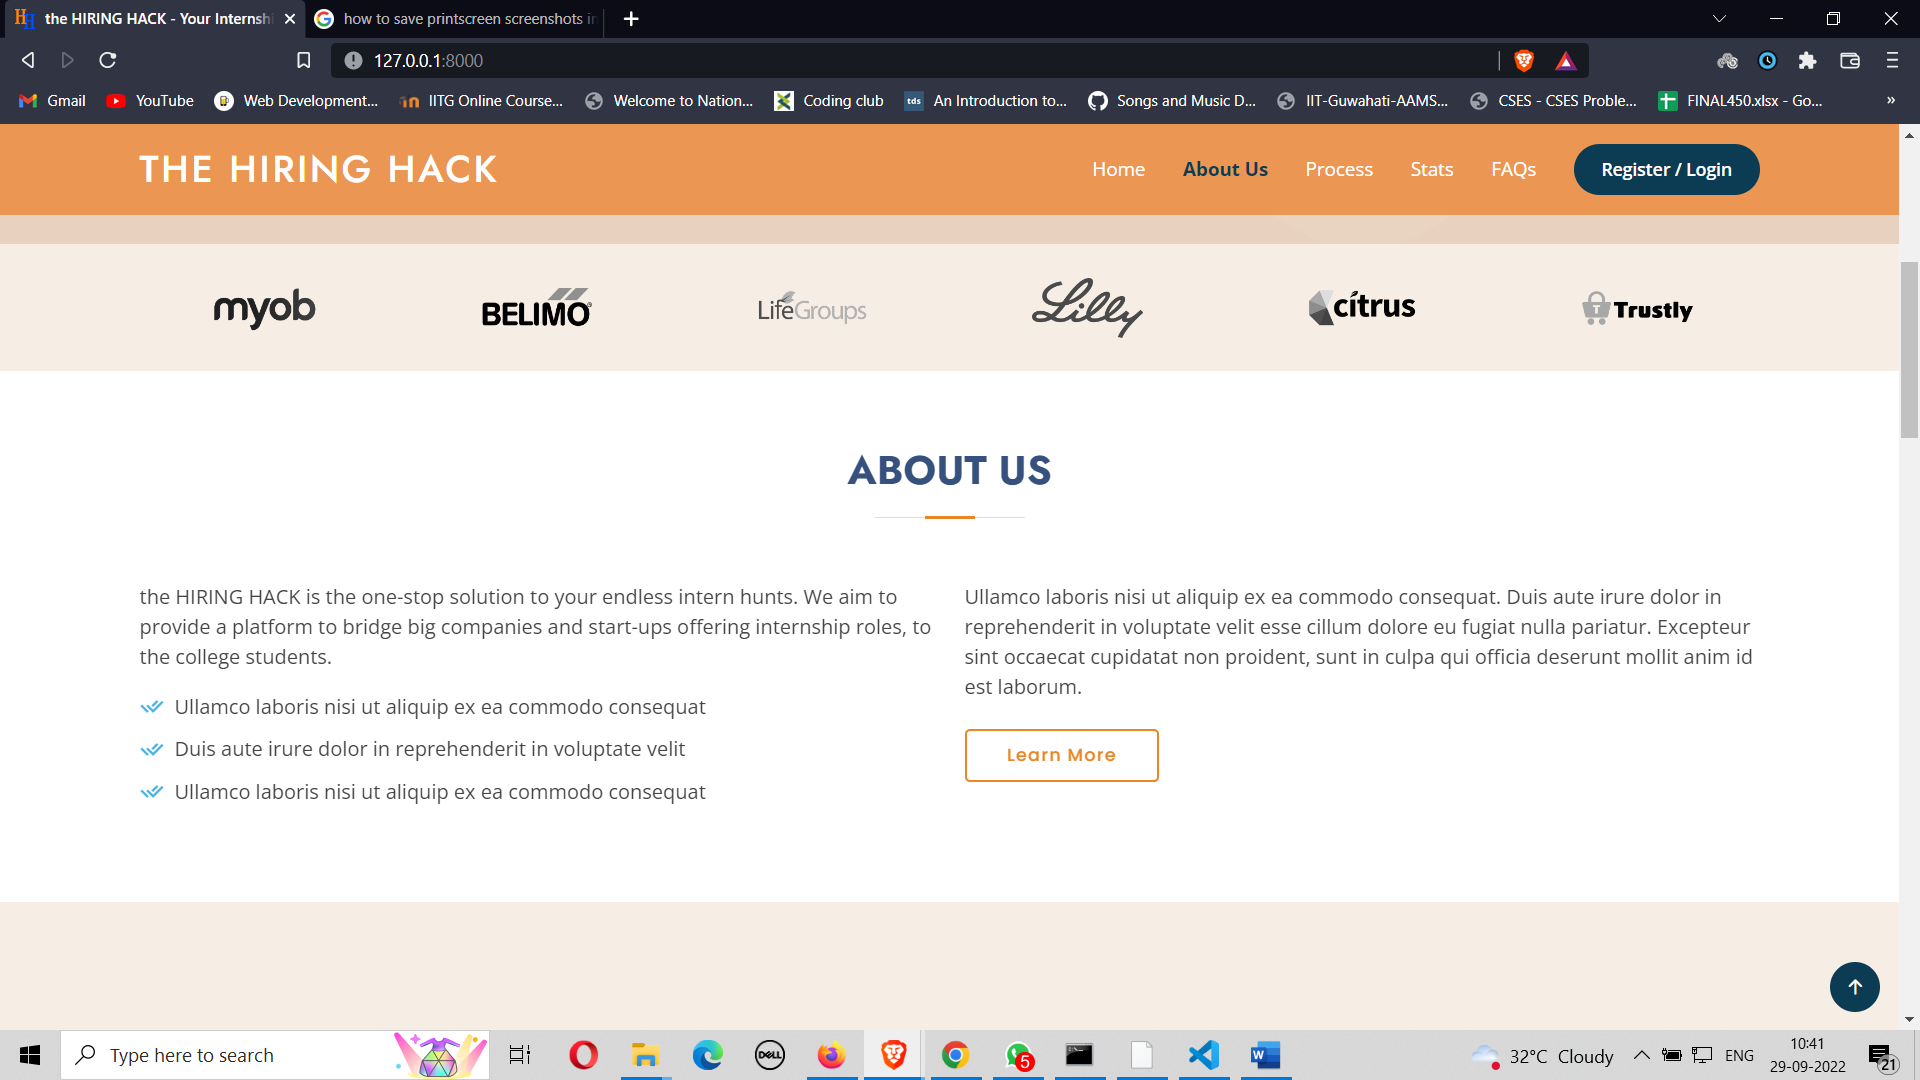 the HIRING HACK - Your Internshi
how to save printscreen screenshots in
127.0.0.1:8000
Gmail
YouTube
Web Development...
IITG Online Course...
Welcome to Nation...
Coding club
tds
An Introduction to...
Songs and Music D...
IIT-Guwahati-AAMS...
CSES - CSES Proble...
FINAL450.xlsx - Go...
»
THE HIRING HACK
Home
About Us
Process
Stats
FAQs
Register / Login
myob
BELIMO
LifeGroups
Lilly
citrus
Trustly
ABOUT US
the HIRING HACK is the one-stop solution to your endless intern hunts. We aim to
provide a platform to bridge big companies and start-ups offering internship roles, to
the college students.
Ullamco laboris nisi ut aliquip ex ea commodo consequat
Duis aute irure dolor in reprehenderit in voluptate velit
Ullamco laboris nisi ut aliquip ex ea commodo consequat
Ullamco laboris nisi ut aliquip ex ea commodo consequat. Duis aute irure dolor in
reprehenderit in voluptate velit esse cillum dolore eu fugiat nulla pariatur. Excepteur
sint occaecat cupidatat non proident, sunt in culpa qui officia deserunt mollit anim id
est laborum.
Learn More
Type here to search
DELL
5
W
32°C Cloudy
ENG
10:41
29-09-2022
21